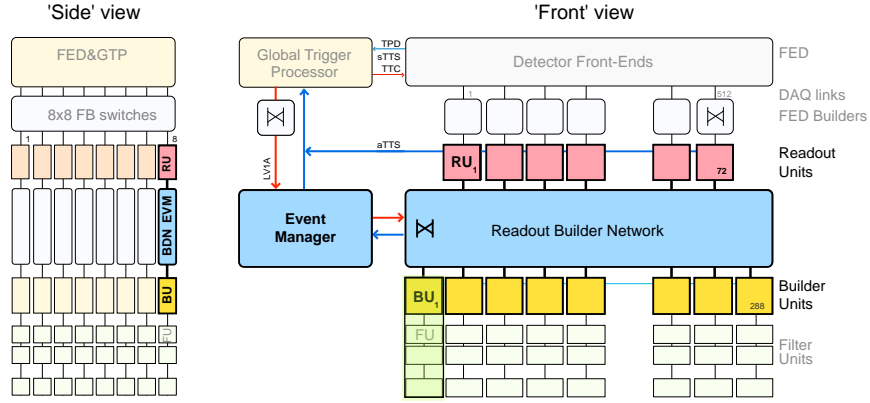 'Side' view
FED&GTP
8x8 FB switches
1
8
RU
BDN EVM
BU
FU
'Front' view
Global Trigger
Processor
TPD
sTTS
TTC
Detector Front-Ends
FED
1
512
DAQ links
FED Builders
LV1A
aTTS
RU1
72
Readout
Units
Event
Manager
Readout Builder Network
BU1
288
Builder
Units
FU
Filter
Units